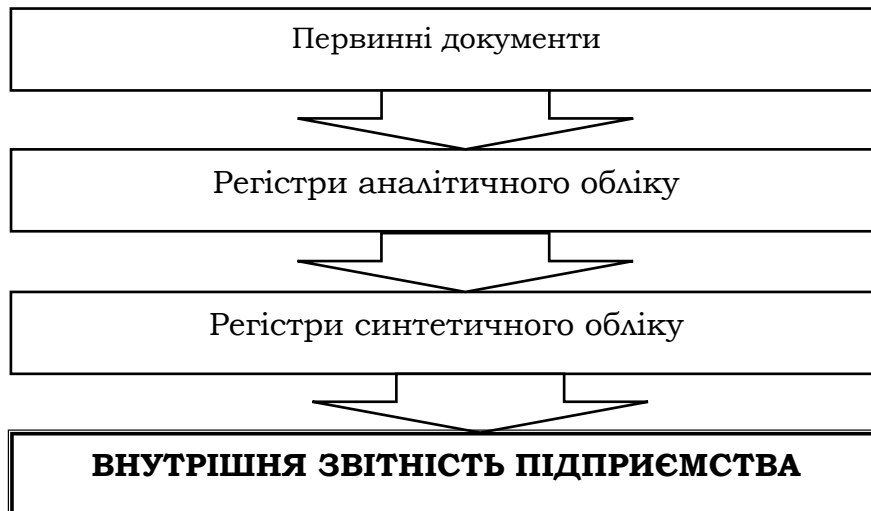 Первинні документи
Регістри аналітичного обліку
Регістри синтетичного обліку
ВНУТРІШНЯ ЗВІТНІСТЬ ПІДПРИЄМСТВА